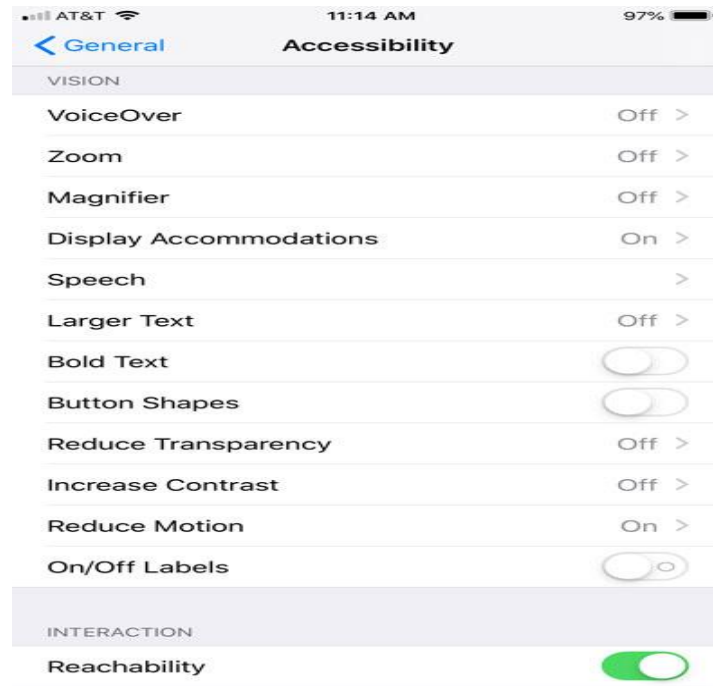 AT&T 11:14 AM 97%
General Accessibility
VISION
VoiceOver Off
Zoom Off
Magnifier Off
Display Accommodations On
Speech
Larger Text Off
Bold Text
Button Shapes
Reduce Transparency Off
Increase Contrast Off
Reduce Motion On
On/Off Labels
INTERACTION
Reachability